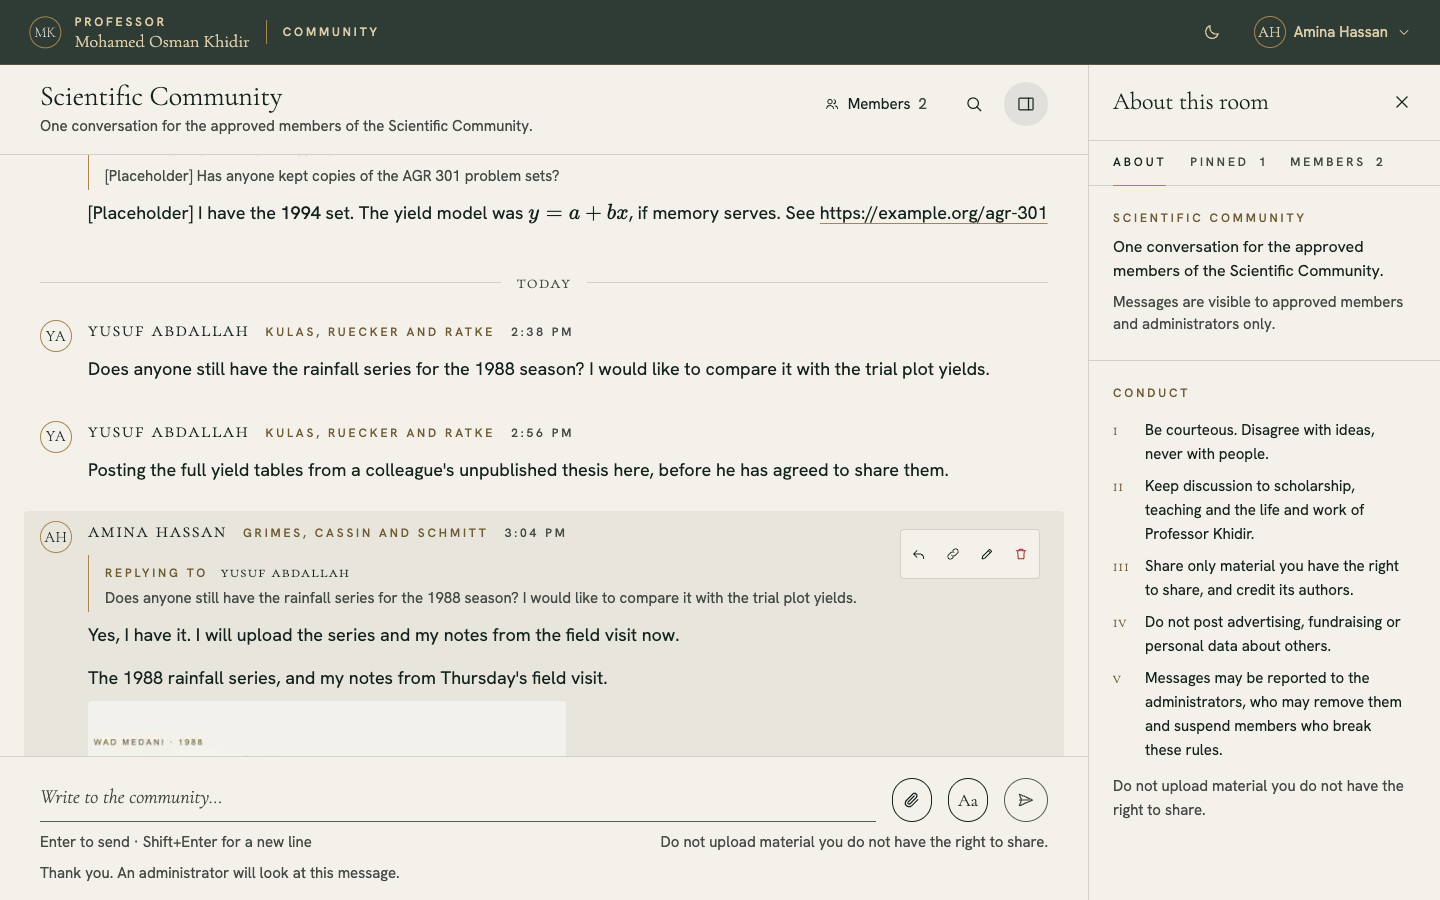 MK
PROFESSOR
Mohamed Osman Khidir
COMMUNITY
AH
Amina Hassan
Scientific Community
One conversation for the approved members of the Scientific Community.
Members 2
[Placeholder] Has anyone kept copies of the AGR 301 problem sets?
[Placeholder] I have the 1994 set. The yield model was y = a + bx, if memory serves. See https://example.org/agr-301
TODAY
YA
YUSUF ABDALLAH KULAS, RUECKER AND RATKE 2:38 PM
Does anyone still have the rainfall series for the 1988 season? I would like to compare it with the trial plot yields.
YA
YUSUF ABDALLAH KULAS, RUECKER AND RATKE 2:56 PM
Posting the full yield tables from a colleague's unpublished thesis here, before he has agreed to share them.
AH
AMINA HASSAN GRIMES, CASSIN AND SCHMITT 3:04 PM
REPLYING TO YUSUF ABDALLAH
Does anyone still have the rainfall series for the 1988 season? I would like to compare it with the trial plot yields.
Yes, I have it. I will upload the series and my notes from the field visit now.
The 1988 rainfall series, and my notes from Thursday's field visit.
WAD MEDANI · 1988
Write to the community...
Aa
Enter to send · Shift+Enter for a new line
Do not upload material you do not have the right to share.
Thank you. An administrator will look at this message.
About this room
ABOUT PINNED 1 MEMBERS 2
SCIENTIFIC COMMUNITY
One conversation for the approved
members of the Scientific Community.
Messages are visible to approved members
and administrators only.
CONDUCT
I Be courteous. Disagree with ideas,
never with people.
II Keep discussion to scholarship,
teaching and the life and work of
Professor Khidir.
III Share only material you have the right
to share, and credit its authors.
IV Do not post advertising, fundraising or
personal data about others.
V Messages may be reported to the
administrators, who may remove them
and suspend members who break
these rules.
Do not upload material you do not have the
right to share.